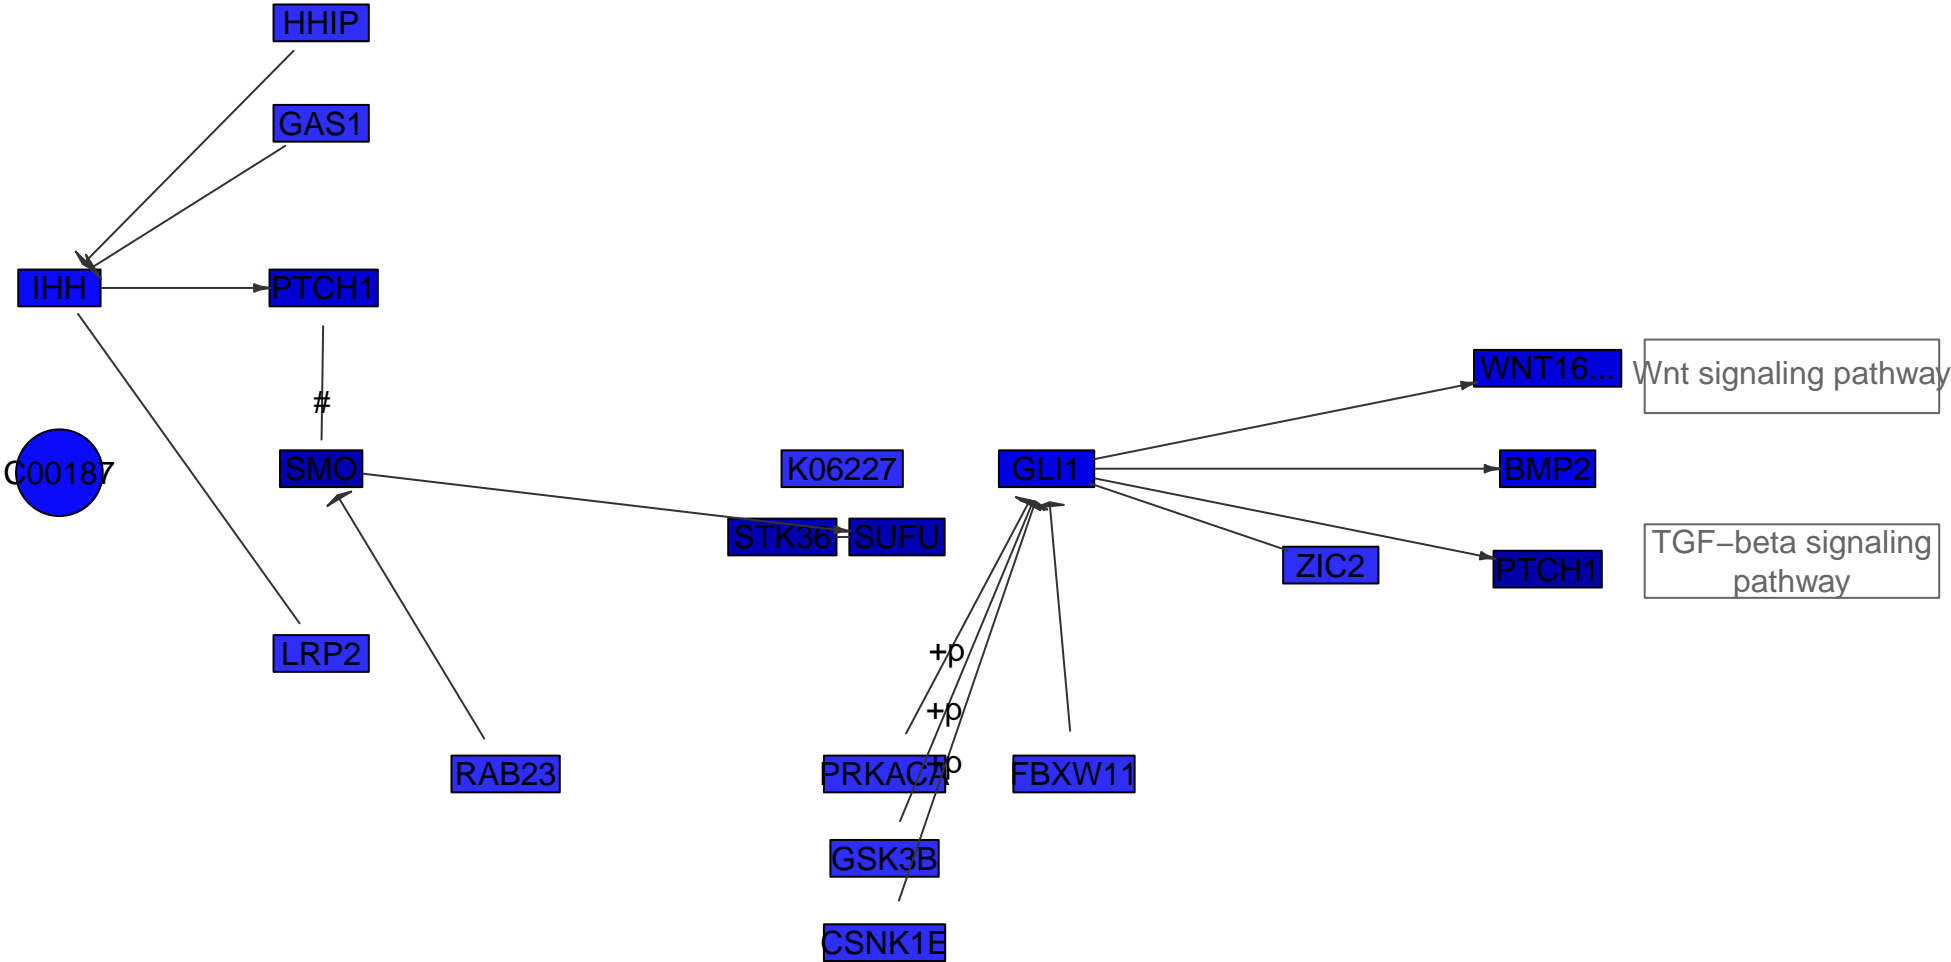 HHIP
GAS1
IHH
PTCH1
WNT16...
Wnt signaling pathway
#
C00187
SMO
K06227
GLI1
BMP2
STK36
SUFU
ZIC2
PTCH1
TGF−beta signaling
pathway
LRP2
+p
+p
+p
RAB23
PRKACA
FBXW11
GSK3B
CSNK1E